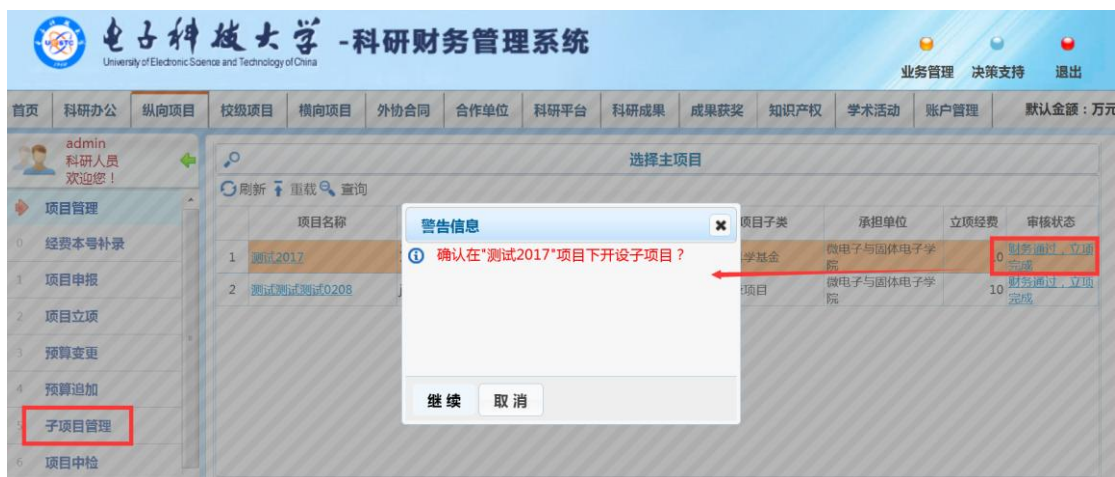 电子科技大学 -科研财务管理系统
University of Electronic Science and Technology of China
业务管理 决策支持 退出
首页 科研办公 纵向项目 校级项目 横向项目 外协合同 合作单位 科研平台 科研成果 成果获奖 知识产权 学术活动 账户管理 默认金额：万元
admin
科研人员
欢迎您！
选择主项目
刷新 重载 查询
项目管理
0 经费本号补录
1 项目申报
2 项目立项
3 预算变更
4 预算追加
5 子项目管理
6 项目中检
项目名称 项目子类 承担单位 立项经费 审核状态
1 测试2017 学基金 微电子与固体电子学院 0 财务通过，立项完成
2 测试测试测试0208 项目 微电子与固体电子学院 10 财务通过，立项完成
警告信息
确认在"测试2017"项目下开设子项目？
继续 取消